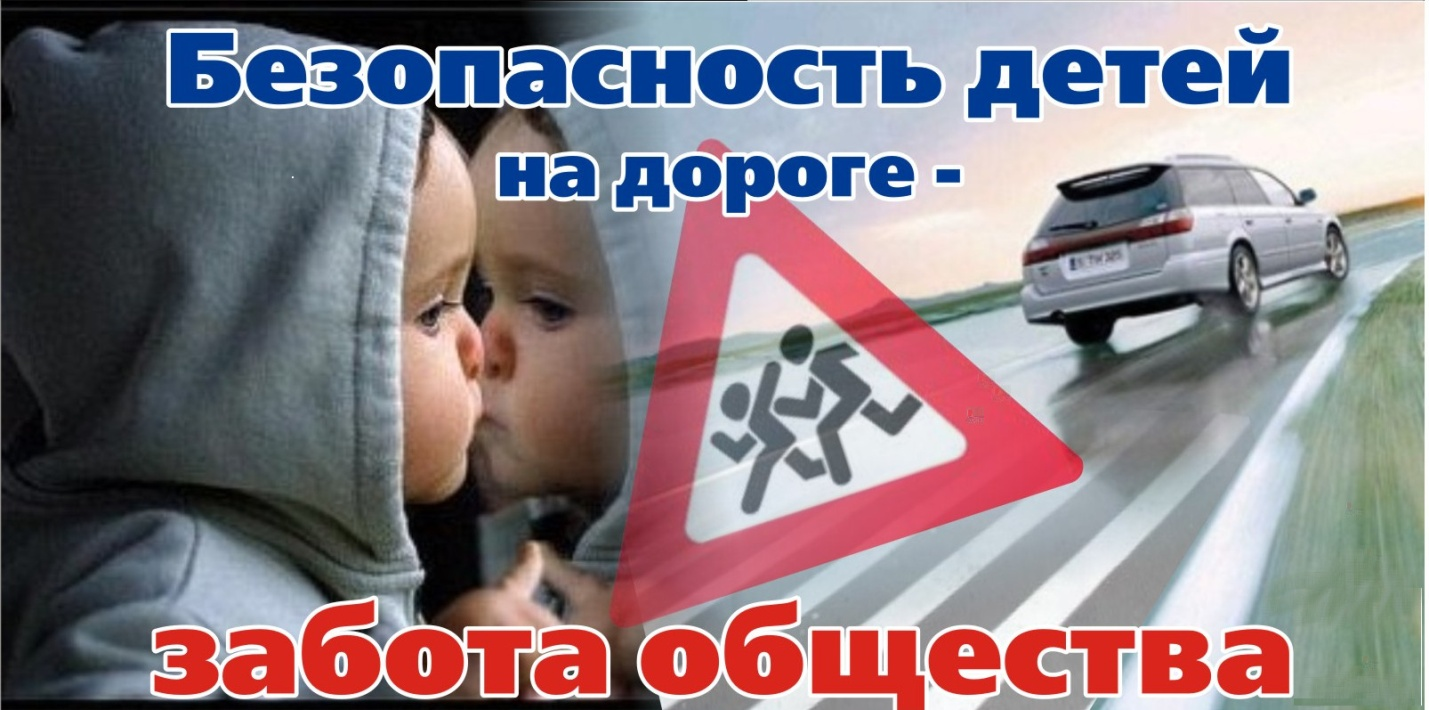 Безопасность детей
на дороге -
забота общества